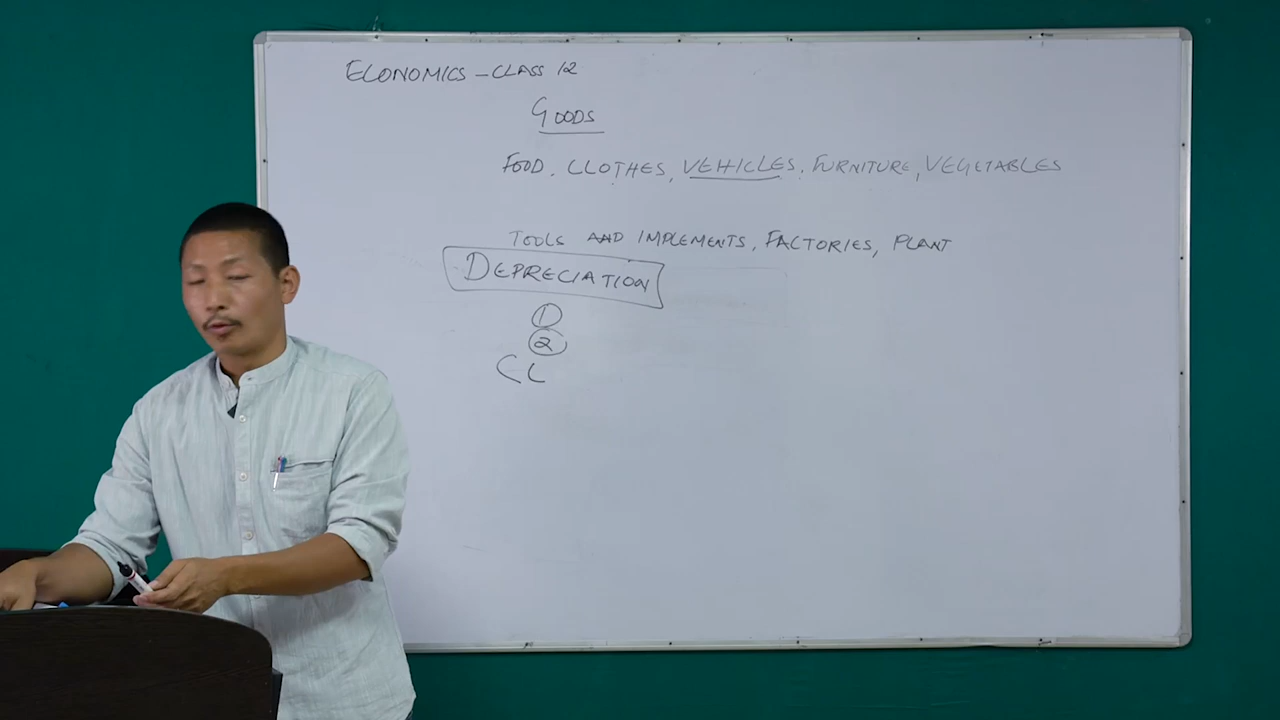 ECONOMICS - CLASS 12
GOODS
FOOD, CLOTHES, VEHICLES, FURNITURE, VEGETABLES
TOOLS AND IMPLEMENTS, FACTORIES, PLANT
DEPRECIATION
1
2